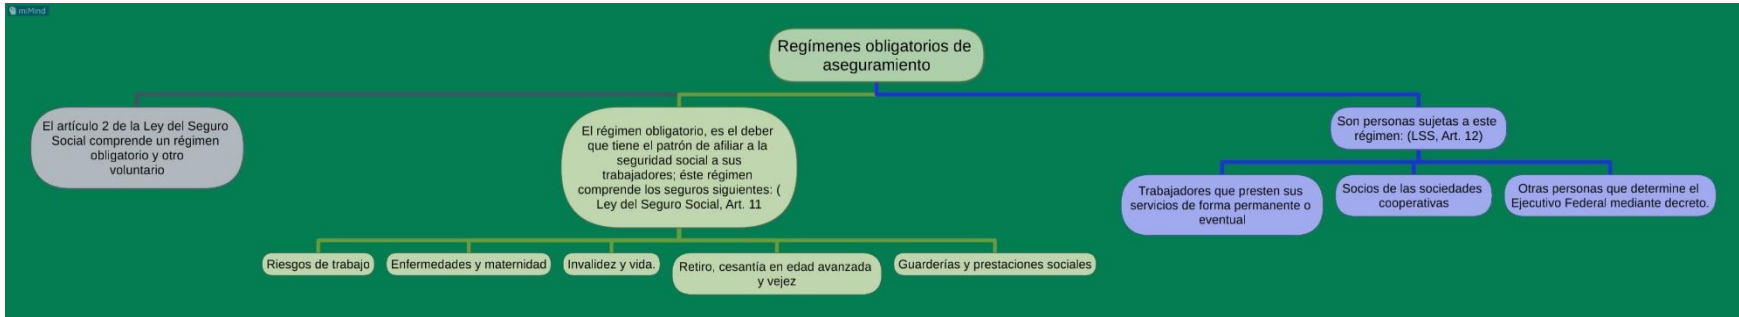 miMind
Regímenes obligatorios de
aseguramiento
El artículo 2 de la Ley del Seguro
Social comprende un régimen
obligatorio y otro
voluntario
El régimen obligatorio, es el deber
que tiene el patrón de afiliar a la
seguridad social a sus
trabajadores; éste régimen
comprende los seguros siguientes: (
Ley del Seguro Social, Art. 11
Riesgos de trabajo
Enfermedades y maternidad
Invalidez y vida.
Retiro, cesantía en edad avanzada
y vejez
Guarderías y prestaciones sociales
Son personas sujetas a este
régimen: (LSS, Art. 12)
Trabajadores que presten sus
servicios de forma permanente o
eventual
Socios de las sociedades
cooperativas
Otras personas que determine el
Ejecutivo Federal mediante decreto.